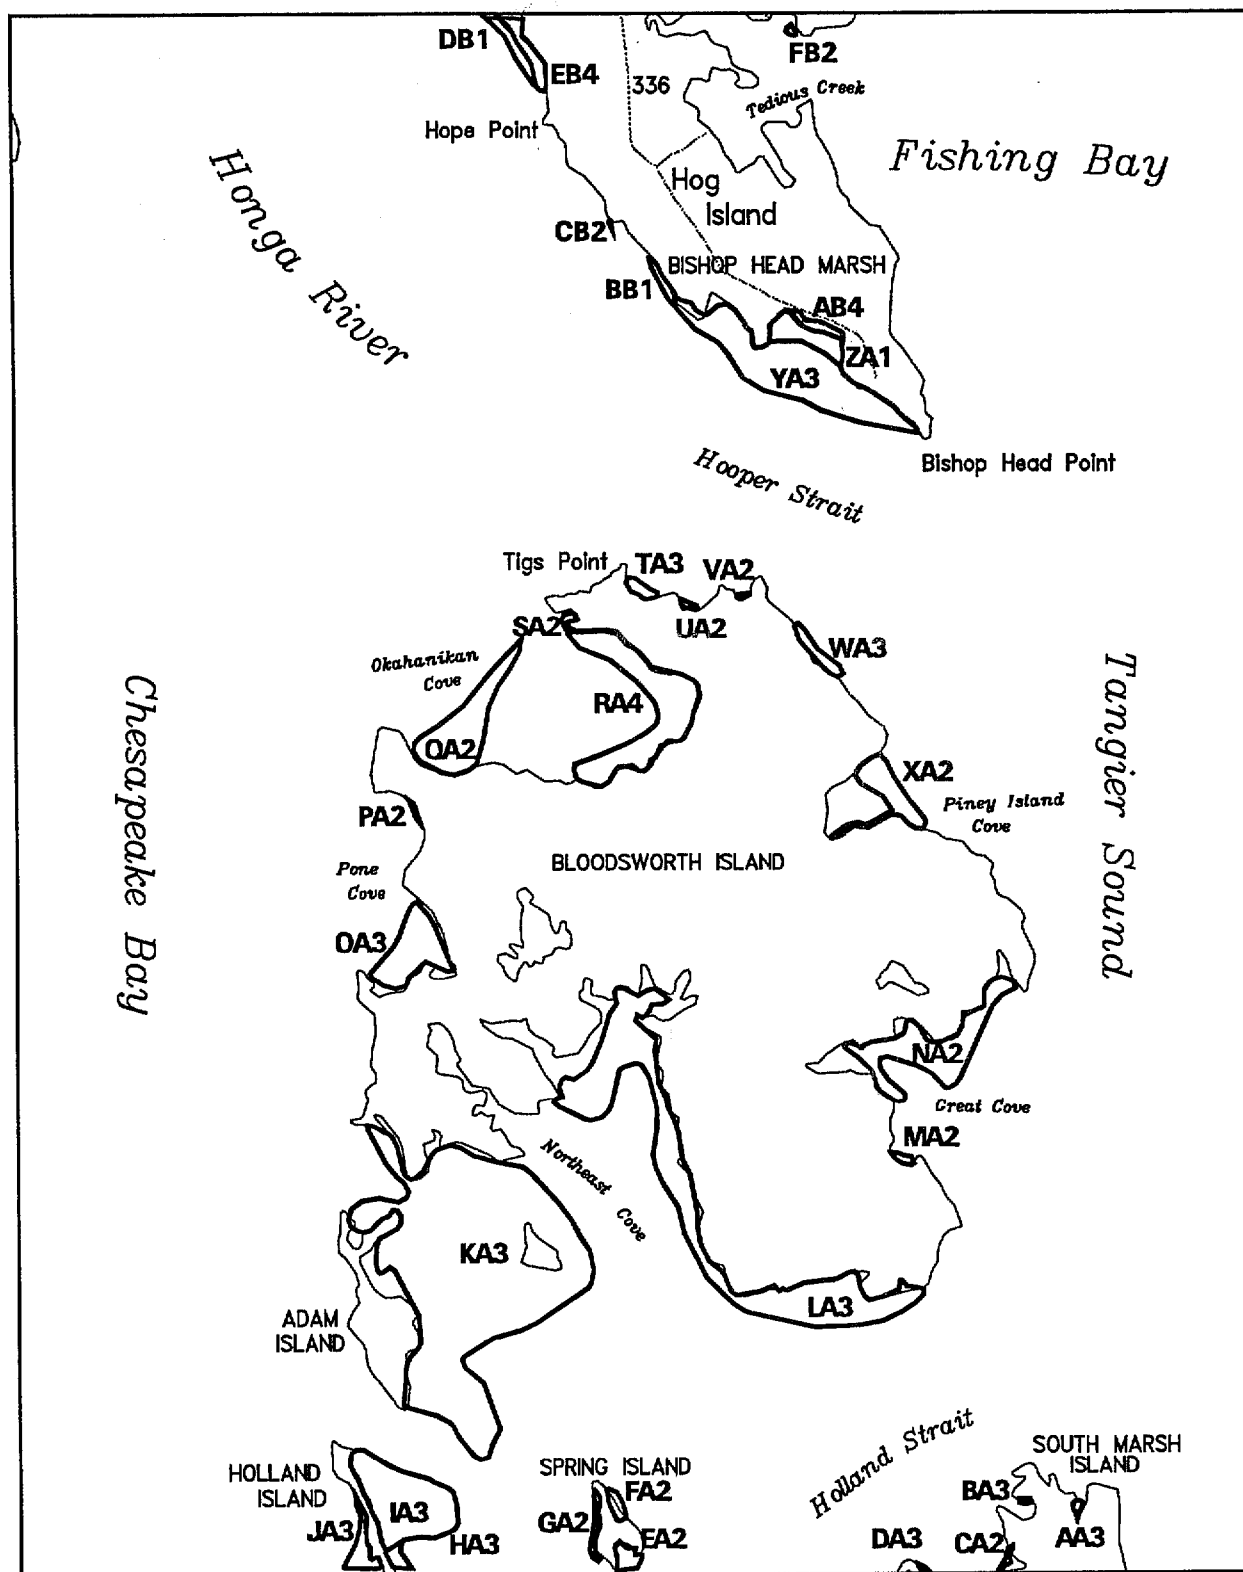 DB1
EB4
FB2
336
Tedious Creek
Hope Point
Fishing Bay
Honga River
Hog
Island
CB2
BISHOP HEAD MARSH
BB1
AB4
ZA1
YA3
Hooper Strait
Bishop Head Point
Tigs Point
TA3
VA2
SA2
UA2
WA3
Okahanikan
Cove
RA4
QA2
Chesapeake Bay
Tangier Sound
XA2
Piney Island
Cove
PA2
BLOODSWORTH ISLAND
Pone
Cove
OA3
NA2
Great Cove
MA2
Northeast Cove
KA3
LA3
ADAM
ISLAND
Holland Strait
SOUTH MARSH
ISLAND
HOLLAND
ISLAND
SPRING ISLAND
FA2
BA3
IA3
JA3
HA3
GA2
EA2
DA3
CA2
AA3